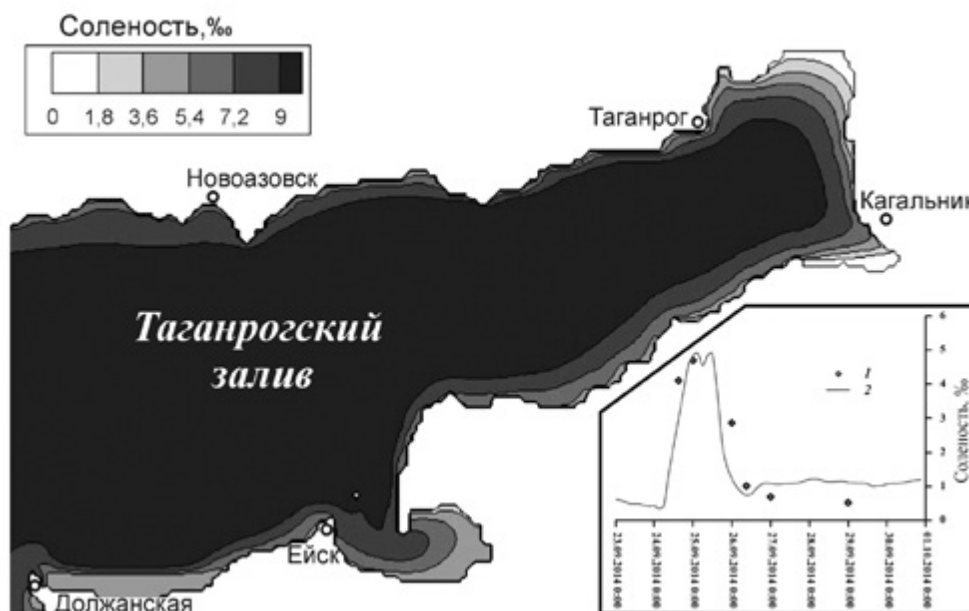 Соленость,‰
0 1,8 3,6 5,4 7,2 9
Таганрог
Новоазовск
Кагальник
Таганрогский
залив
Ейск
Должанская
1
2
6
5
4
3
2
1
0
Соленость, ‰
23.09.2014 0:00
24.09.2014 0:00
25.09.2014 0:00
26.09.2014 0:00
27.09.2014 0:00
28.09.2014 0:00
29.09.2014 0:00
30.09.2014 0:00
01.10.2014 0:00